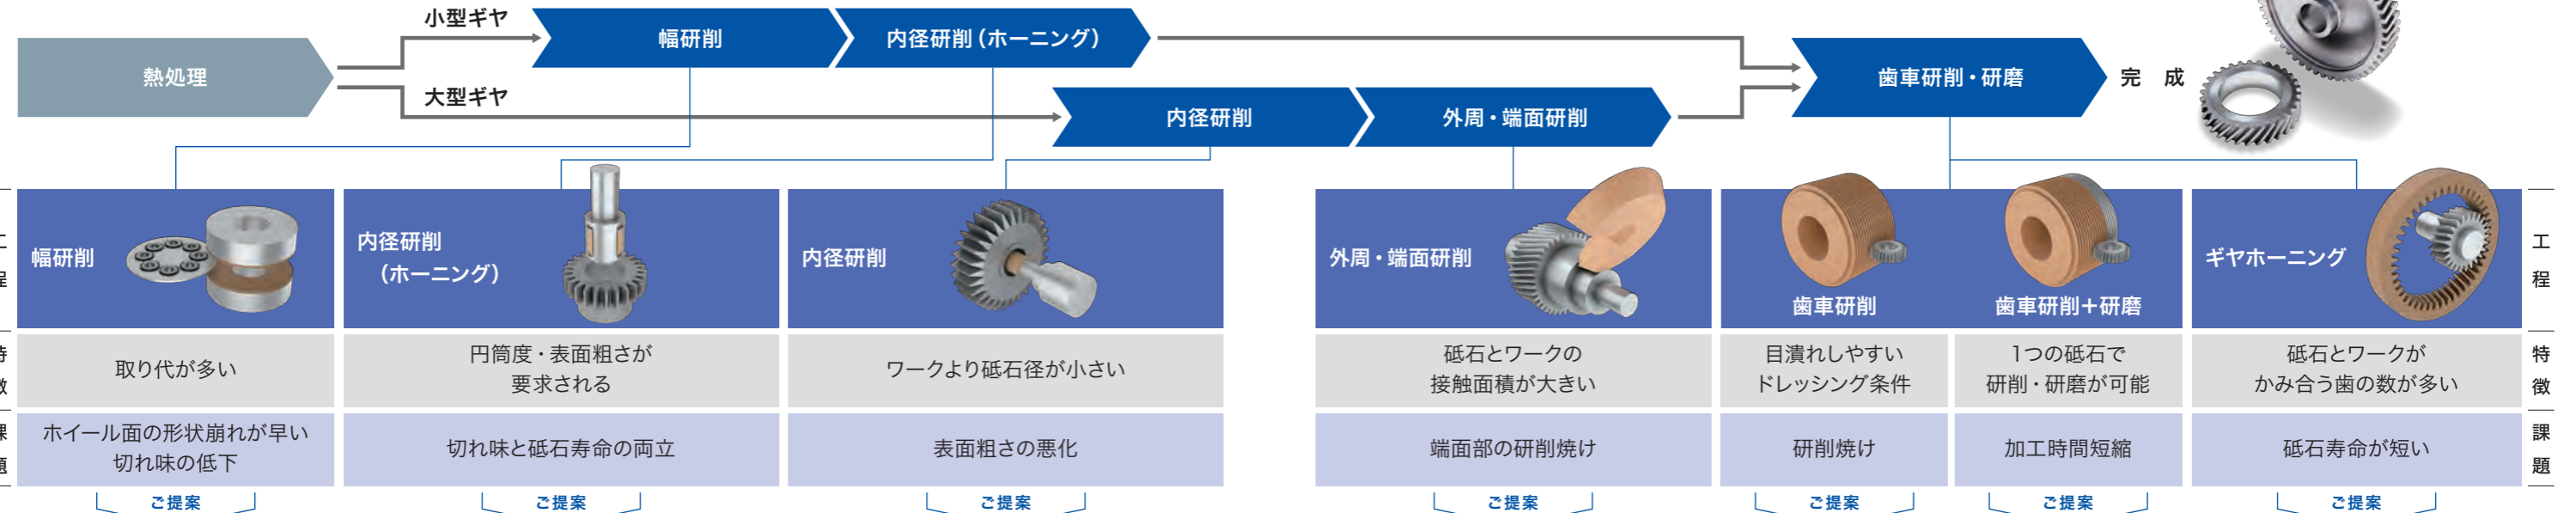 小型ギヤ
幅研削
内径研削(ホーニング)
熱処理
歯車研削・研磨
完 成
大型ギヤ
内径研削
外周・端面研削
工
程
幅研削
内径研削
(ホーニング)
内径研削
外周・端面研削
歯車研削
歯車研削+研磨
ギヤホーニング
工
程
特
徴
取り代が多い
円筒度・表面粗さが
要求される
ワークより砥石径が小さい
砥石とワークの
接触面積が大きい
目潰れしやすい
ドレッシング条件
1つの砥石で
研削・研磨が可能
砥石とワークが
かみ合う歯の数が多い
特
徴
課
題
ホイール面の形状崩れが早い
切れ味の低下
切れ味と砥石寿命の両立
表面粗さの悪化
端面部の研削焼け
研削焼け
加工時間短縮
砥石寿命が短い
課
題
ご提案
ご提案
ご提案
ご提案
ご提案
ご提案
ご提案